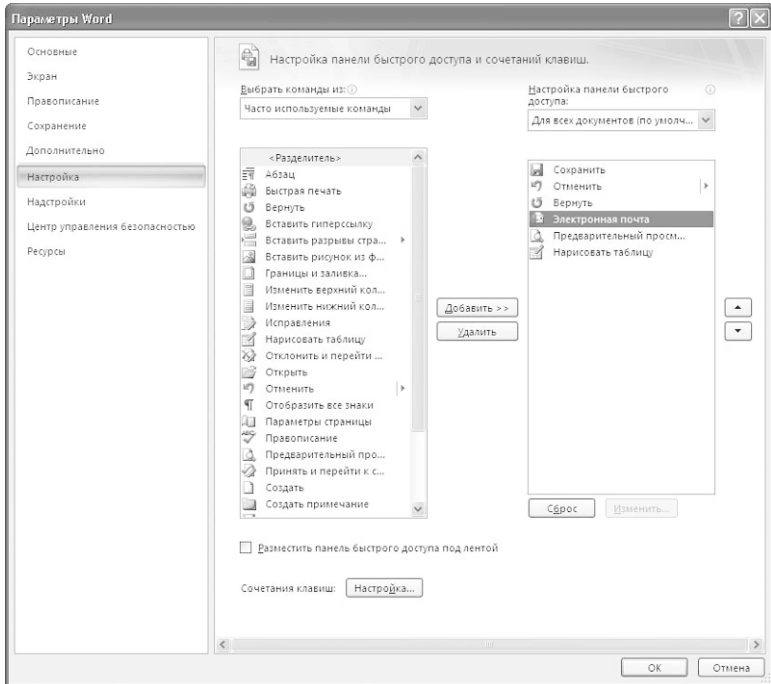 Параметры Word
Основные
Экран
Правописание
Сохранение
Дополнительно
Настройка
Надстройки
Центр управления безопасностью
Ресурсы
Настройка панели быстрого доступа и сочетаний клавиш.
Выбрать команды из:
Часто используемые команды
<Разделитель>
Абзац
Быстрая печать
Вернуть
Вставить гиперссылку
Вставить разрывы стра...
Вставить рисунок из ф...
Границы и заливка...
Изменить верхний кол...
Изменить нижний кол...
Исправления
Нарисовать таблицу
Отклонить и перейти ...
Открыть
Отменить
Отобразить все знаки
Параметры страницы
Правописание
Предварительный про...
Принять и перейти к с...
Создать
Создать примечание
Добавить >>
Удалить
Настройка панели быстрого
доступа:
Для всех документов (по умолч...
Сохранить
Отменить
Вернуть
Электронная почта
Предварительный просм...
Нарисовать таблицу
Сброс
Изменить...
Разместить панель быстрого доступа под лентой
Сочетания клавиш:
Настройка...
ОК
Отмена